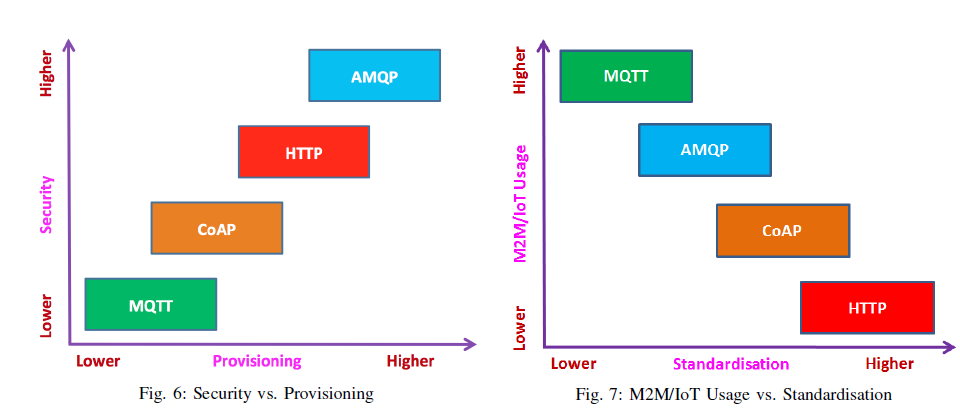 Higher
AMQP
HTTP
Security
CoAP
MQTT
Lower
Lower Provisioning Higher
Fig. 6: Security vs. Provisioning
Higher
MQTT
AMQP
M2M/IoT Usage
CoAP
HTTP
Lower
Lower Standardisation Higher
Fig. 7: M2M/IoT Usage vs. Standardisation